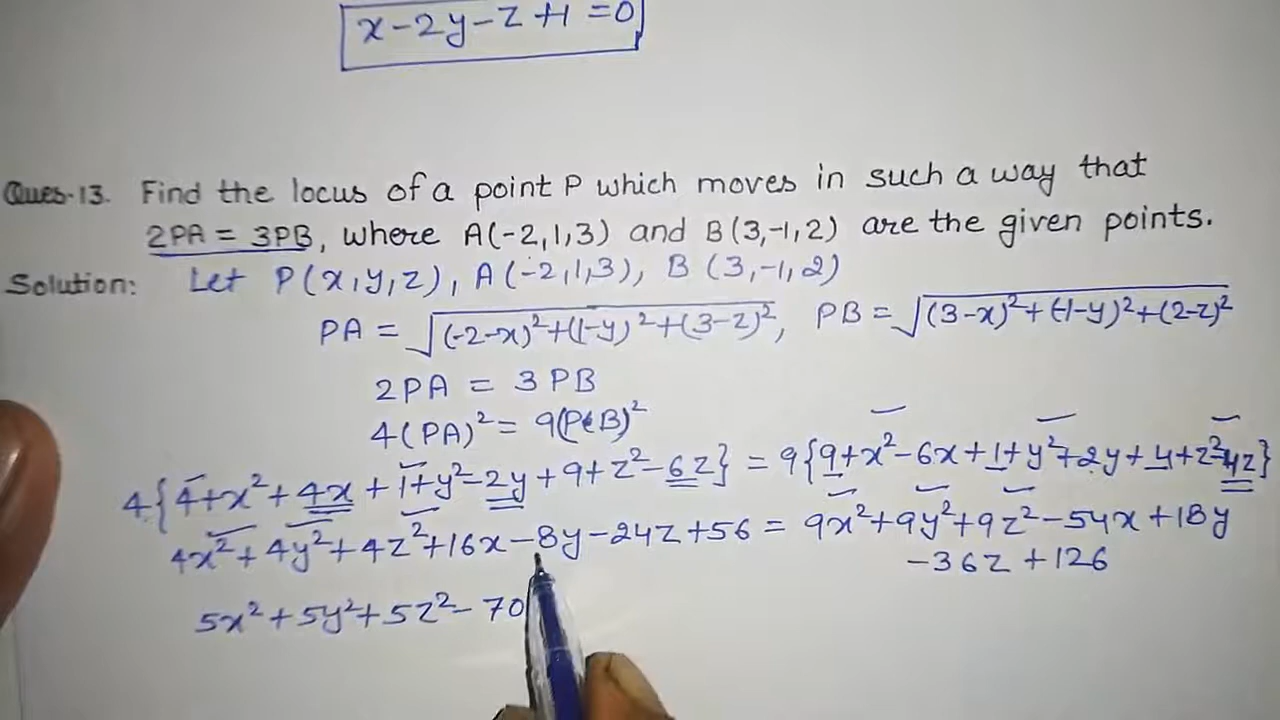 x-2y-z+1=0
Ques.13. Find the locus of a point P which moves in such a way that
2PA = 3PB, where A(-2,1,3) and B(3,-1,2) are the given points.
Solution: Let P(x,y,z), A(-2,1,3), B(3,-1,2)
PA = √(-2-x)²+(1-y)²+(3-z)², PB = √(3-x)²+(-1-y)²+(2-z)²
2PA = 3PB
4(PA)² = 9(PB)²
4{4+x²+4x+1+y²-2y+9+z²-6z} = 9{9+x²-6x+1+y²+2y+4+z²-4z}
4x²+4y²+4z²+16x-8y-24z+56 = 9x²+9y²+9z²-54x+18y
-36z+126
5x²+5y²+5z²-70